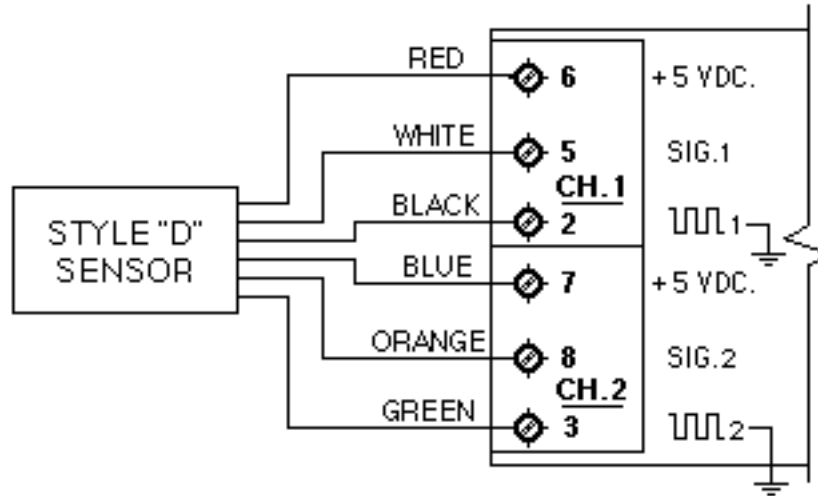 RED 6 +5 VDC.
WHITE 5 SIG.1
CH.1
BLACK 2 1
STYLE "D"
SENSOR
BLUE 7 +5 VDC.
ORANGE 8 SIG.2
CH.2
GREEN 3 2